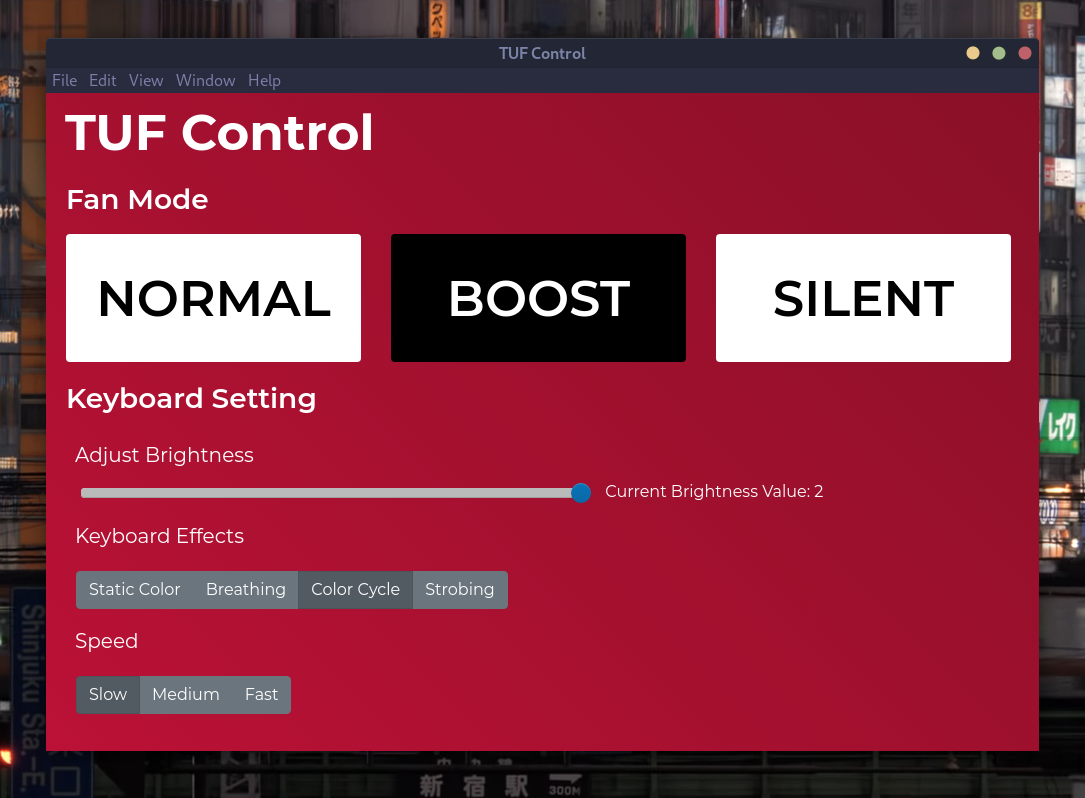 TUF Control
File Edit View Window Help
TUF Control
Fan Mode
NORMAL BOOST SILENT
Keyboard Setting
Adjust Brightness
Current Brightness Value: 2
Keyboard Effects
Static Color Breathing Color Cycle Strobing
Speed
Slow Medium Fast
レイク
Shinjuku Sta.-E.
新宿駅 300M